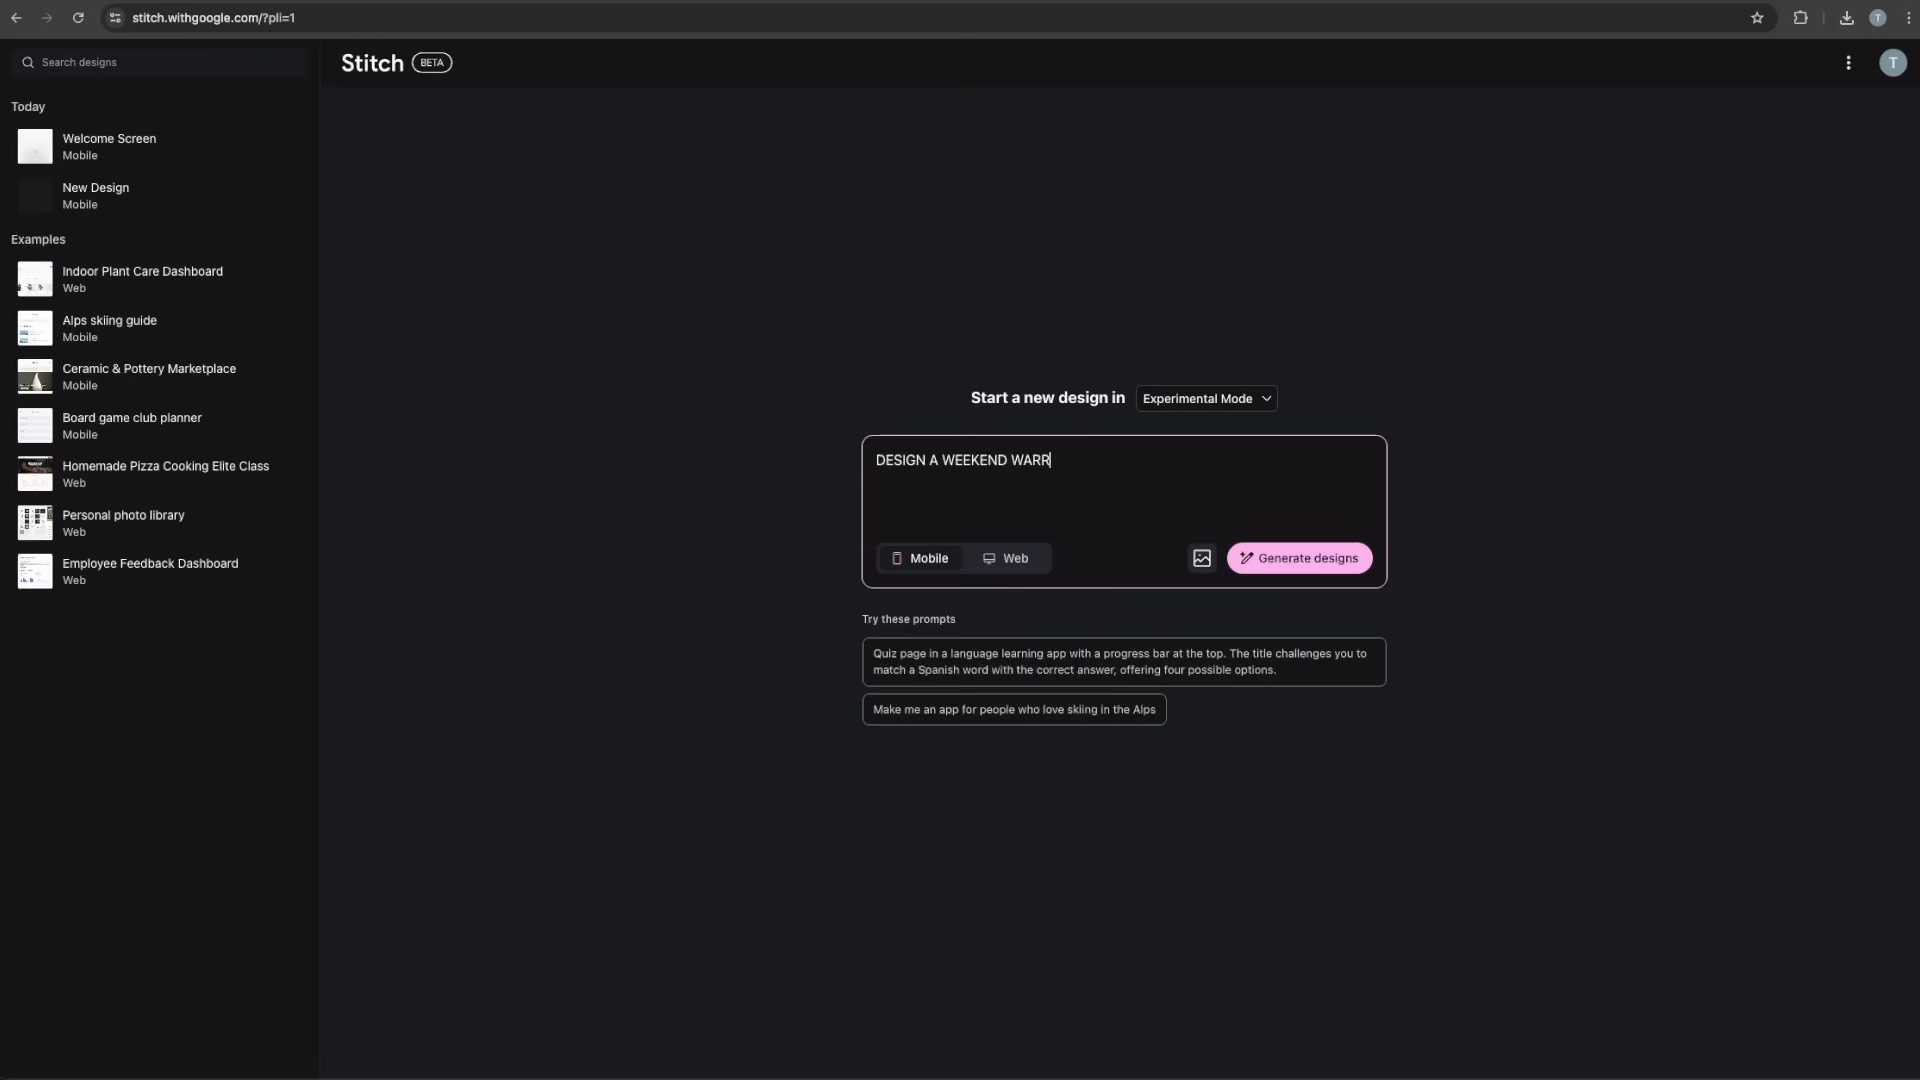 stitch.withgoogle.com/?pli=1
T
Search designs
Stitch BETA
T
Today
Welcome Screen
Mobile
New Design
Mobile
Examples
Indoor Plant Care Dashboard
Web
Alps skiing guide
Mobile
Ceramic & Pottery Marketplace
Mobile
Board game club planner
Mobile
Homemade Pizza Cooking Elite Class
Web
Personal photo library
Web
Employee Feedback Dashboard
Web
Start a new design in Experimental Mode
DESIGN A WEEKEND WARR
Mobile Web Generate designs
Try these prompts
Quiz page in a language learning app with a progress bar at the top. The title challenges you to
match a Spanish word with the correct answer, offering four possible options.
Make me an app for people who love skiing in the Alps